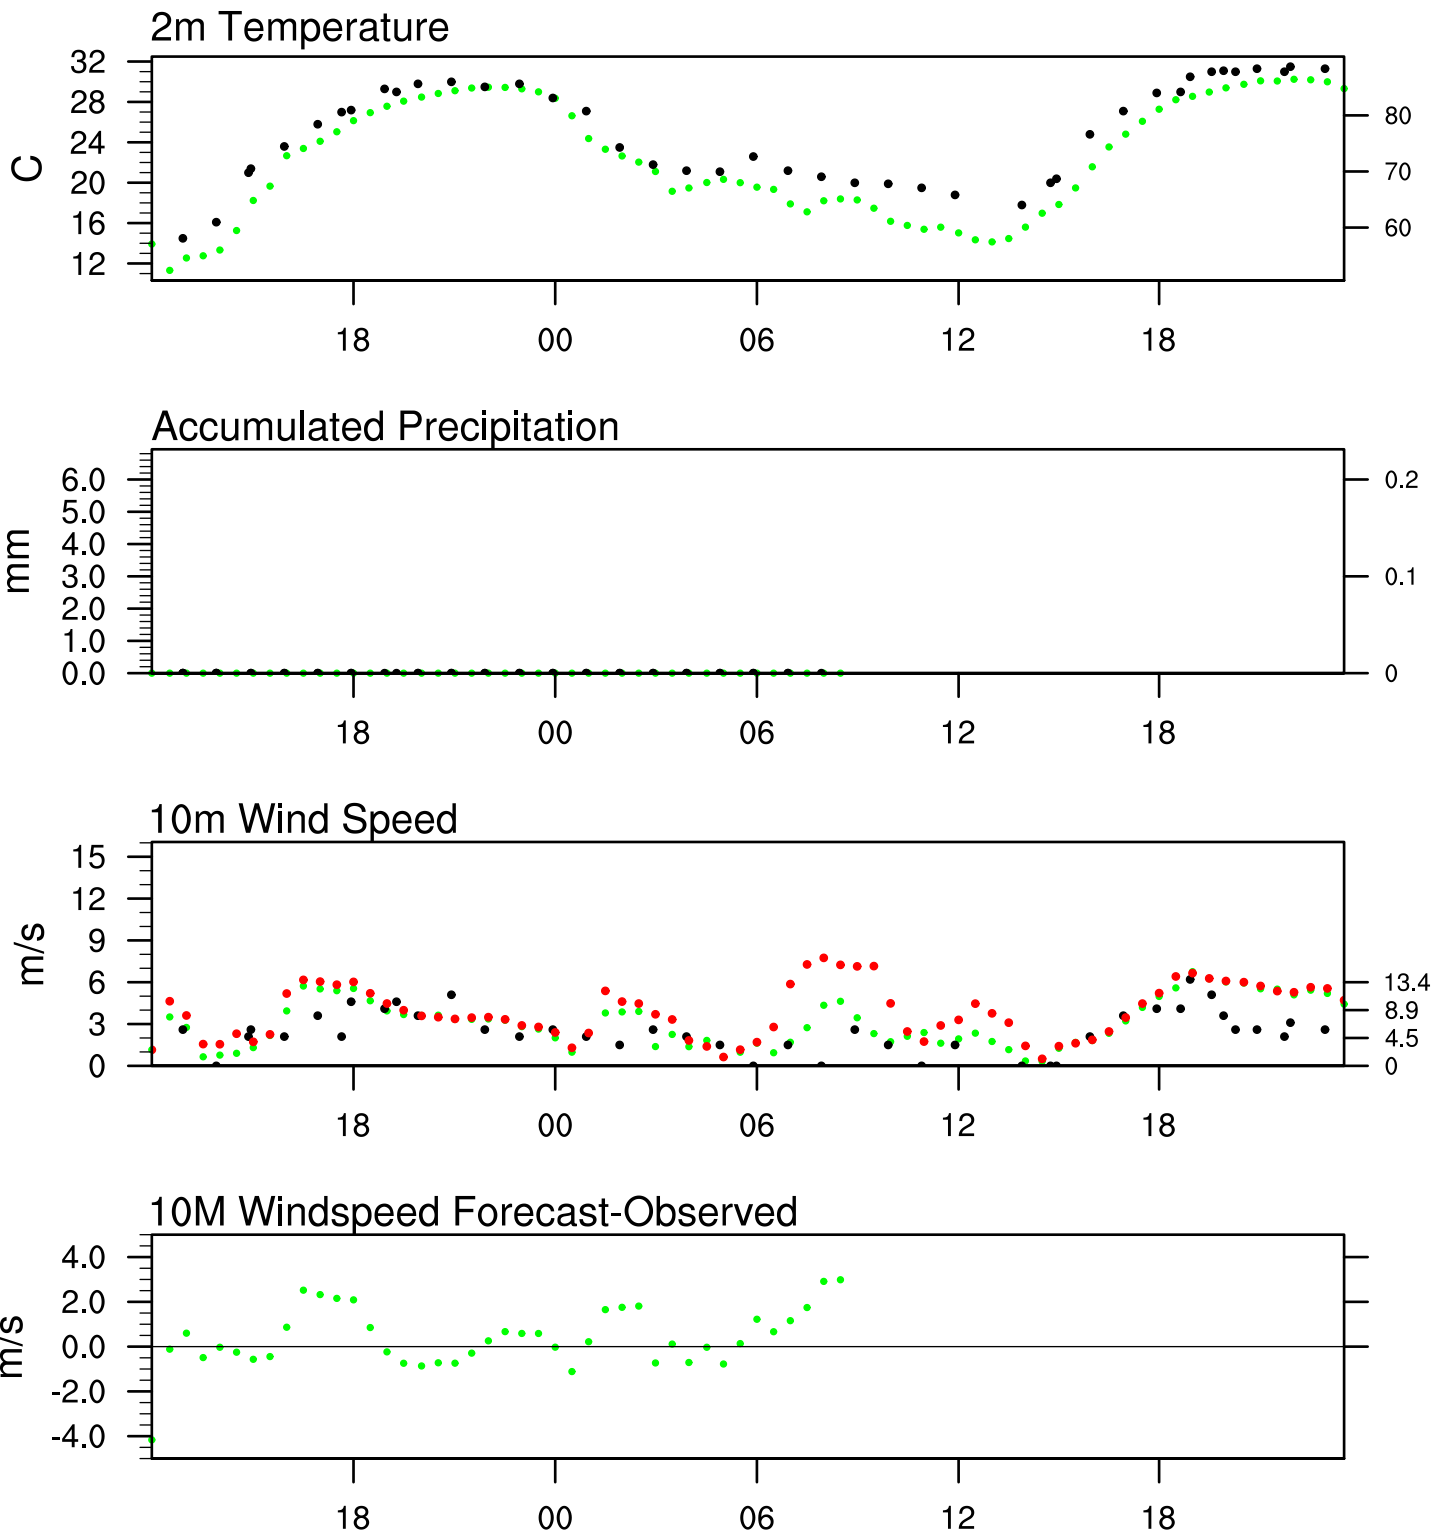 2m Temperature
32
28
24
20
16
12
C
80
70
60
18 00 06 12 18
Accumulated Precipitation
6.0
5.0
4.0
3.0
2.0
1.0
0.0
mm
0.2
0.1
0
18 00 06 12 18
10m Wind Speed
15
12
9
6
3
0
m/s
13.4
8.9
4.5
0
18 00 06 12 18
10M Windspeed Forecast-Observed
4.0
2.0
0.0
-2.0
-4.0
m/s
18 00 06 12 18